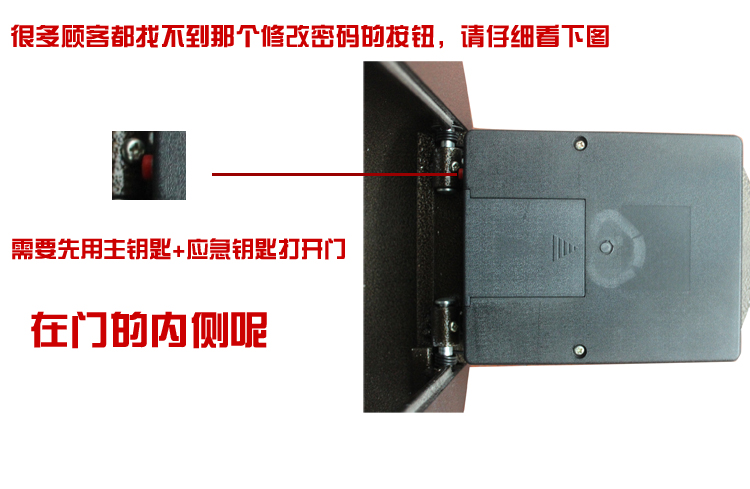 很多顾客都找不到那个修改密码的按钮，请仔细看下图
需要先用主钥匙+应急钥匙打开门
在门的内侧呢